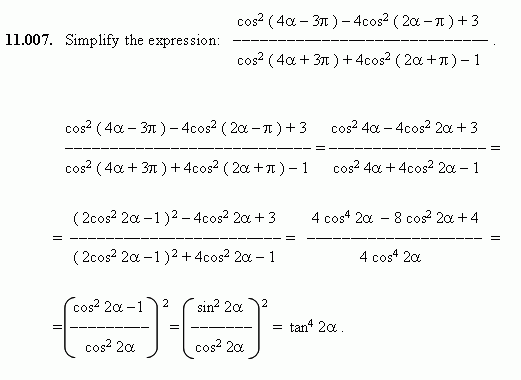 cos² ( 4α – 3π ) – 4cos² ( 2α – π ) + 3
11.007. Simplify the expression: ––––––––––––––––––––––––––––– .
cos² ( 4α + 3π ) + 4cos² ( 2α + π ) – 1
cos² ( 4α – 3π ) – 4cos² ( 2α – π ) + 3 cos² 4α – 4cos² 2α + 3
––––––––––––––––––––––––––––– = –––––––––––––––––– =
cos² ( 4α + 3π ) + 4cos² ( 2α + π ) – 1 cos² 4α + 4cos² 2α – 1
( 2cos² 2α – 1 )² – 4cos² 2α + 3 4 cos⁴ 2α – 8 cos² 2α + 4
= ––––––––––––––––––––––––– = –––––––––––––––––––– =
( 2cos² 2α – 1 )² + 4cos² 2α – 1 4 cos⁴ 2α
( cos² 2α – 1 )² ( sin² 2α )²
= ––––––––– = ––––––– = tan⁴ 2α .
cos² 2α cos² 2α